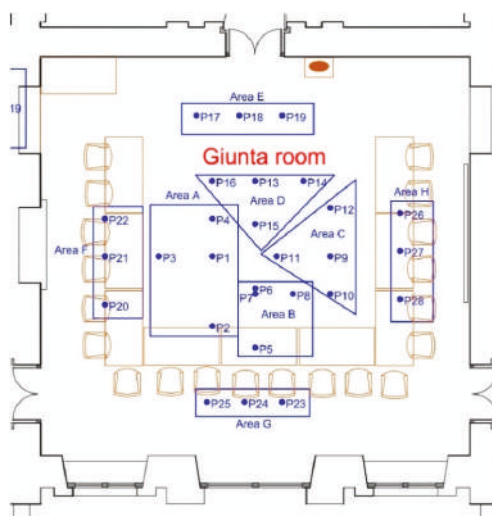 Area E
P17 P18 P19
19
Giunta room
P16 P13 P14
Area A
Area D
Area H
P22
P4
P15
P12
P26
Area C
Area F
P21
P3
P1
P11
P9
P27
P6
P7
P8
P10
P28
P20
Area B
P2
P5
P25 P24 P23
Area G